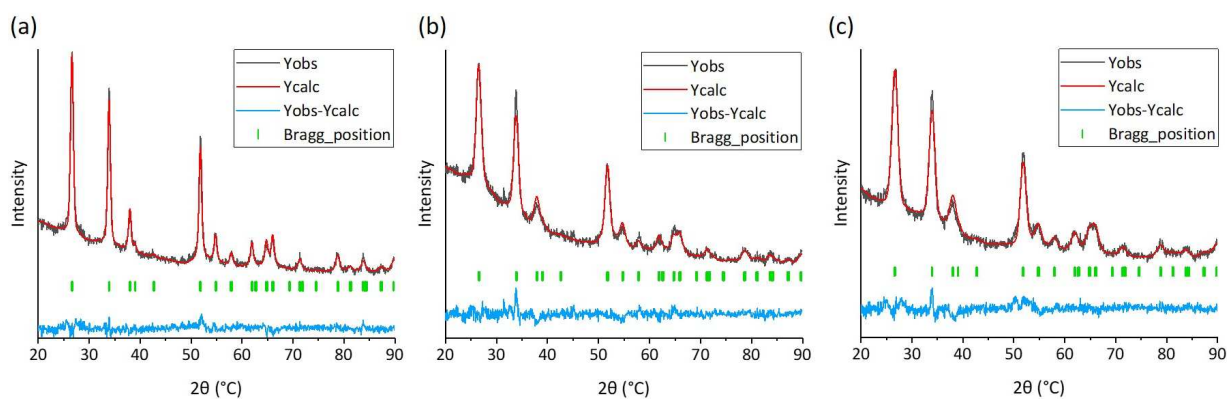 (a)
Yobs
Ycalc
Yobs-Ycalc
Bragg_position
Intensity
20 30 40 50 60 70 80 90
2θ (°C)
(b)
Yobs
Ycalc
Yobs-Ycalc
Bragg_position
Intensity
20 30 40 50 60 70 80 90
2θ (°C)
(c)
Yobs
Ycalc
Yobs-Ycalc
Bragg_position
Intensity
20 30 40 50 60 70 80 90
2θ (°C)